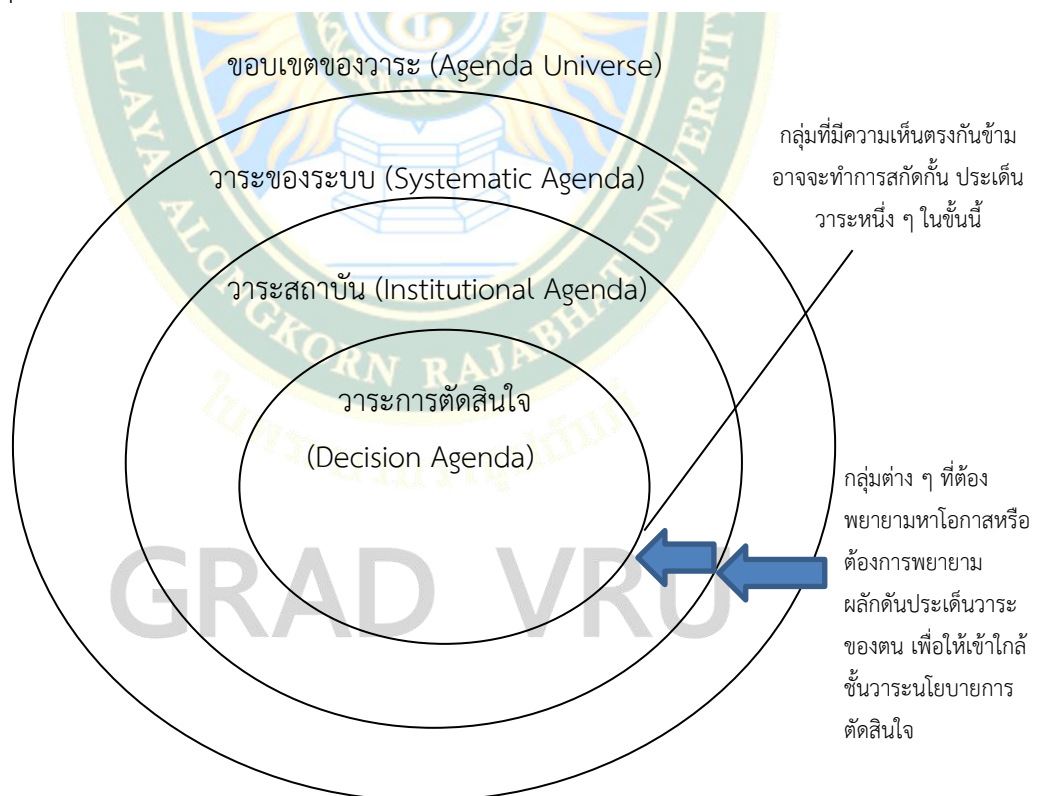 ขอบเขตของวาระ (Agenda Universe)
วาระของระบบ (Systematic Agenda)
วาระสถาบัน (Institutional Agenda)
วาระการตัดสินใจ
(Decision Agenda)
กลุ่มที่มีความเห็นตรงกันข้าม
อาจจะทำการสกัดกั้น ประเด็น
วาระหนึ่ง ๆ ในขั้นนี้
กลุ่มต่าง ๆ ที่ต้อง
พยายามหาโอกาสหรือ
ต้องการพยายาม
ผลักดันประเด็นวาระ
ของตน เพื่อให้เข้าใกล้
ชั้นวาระนโยบายการ
ตัดสินใจ
ALONGKORN RAJABHAT UNIVERSITY
GRAD VRU